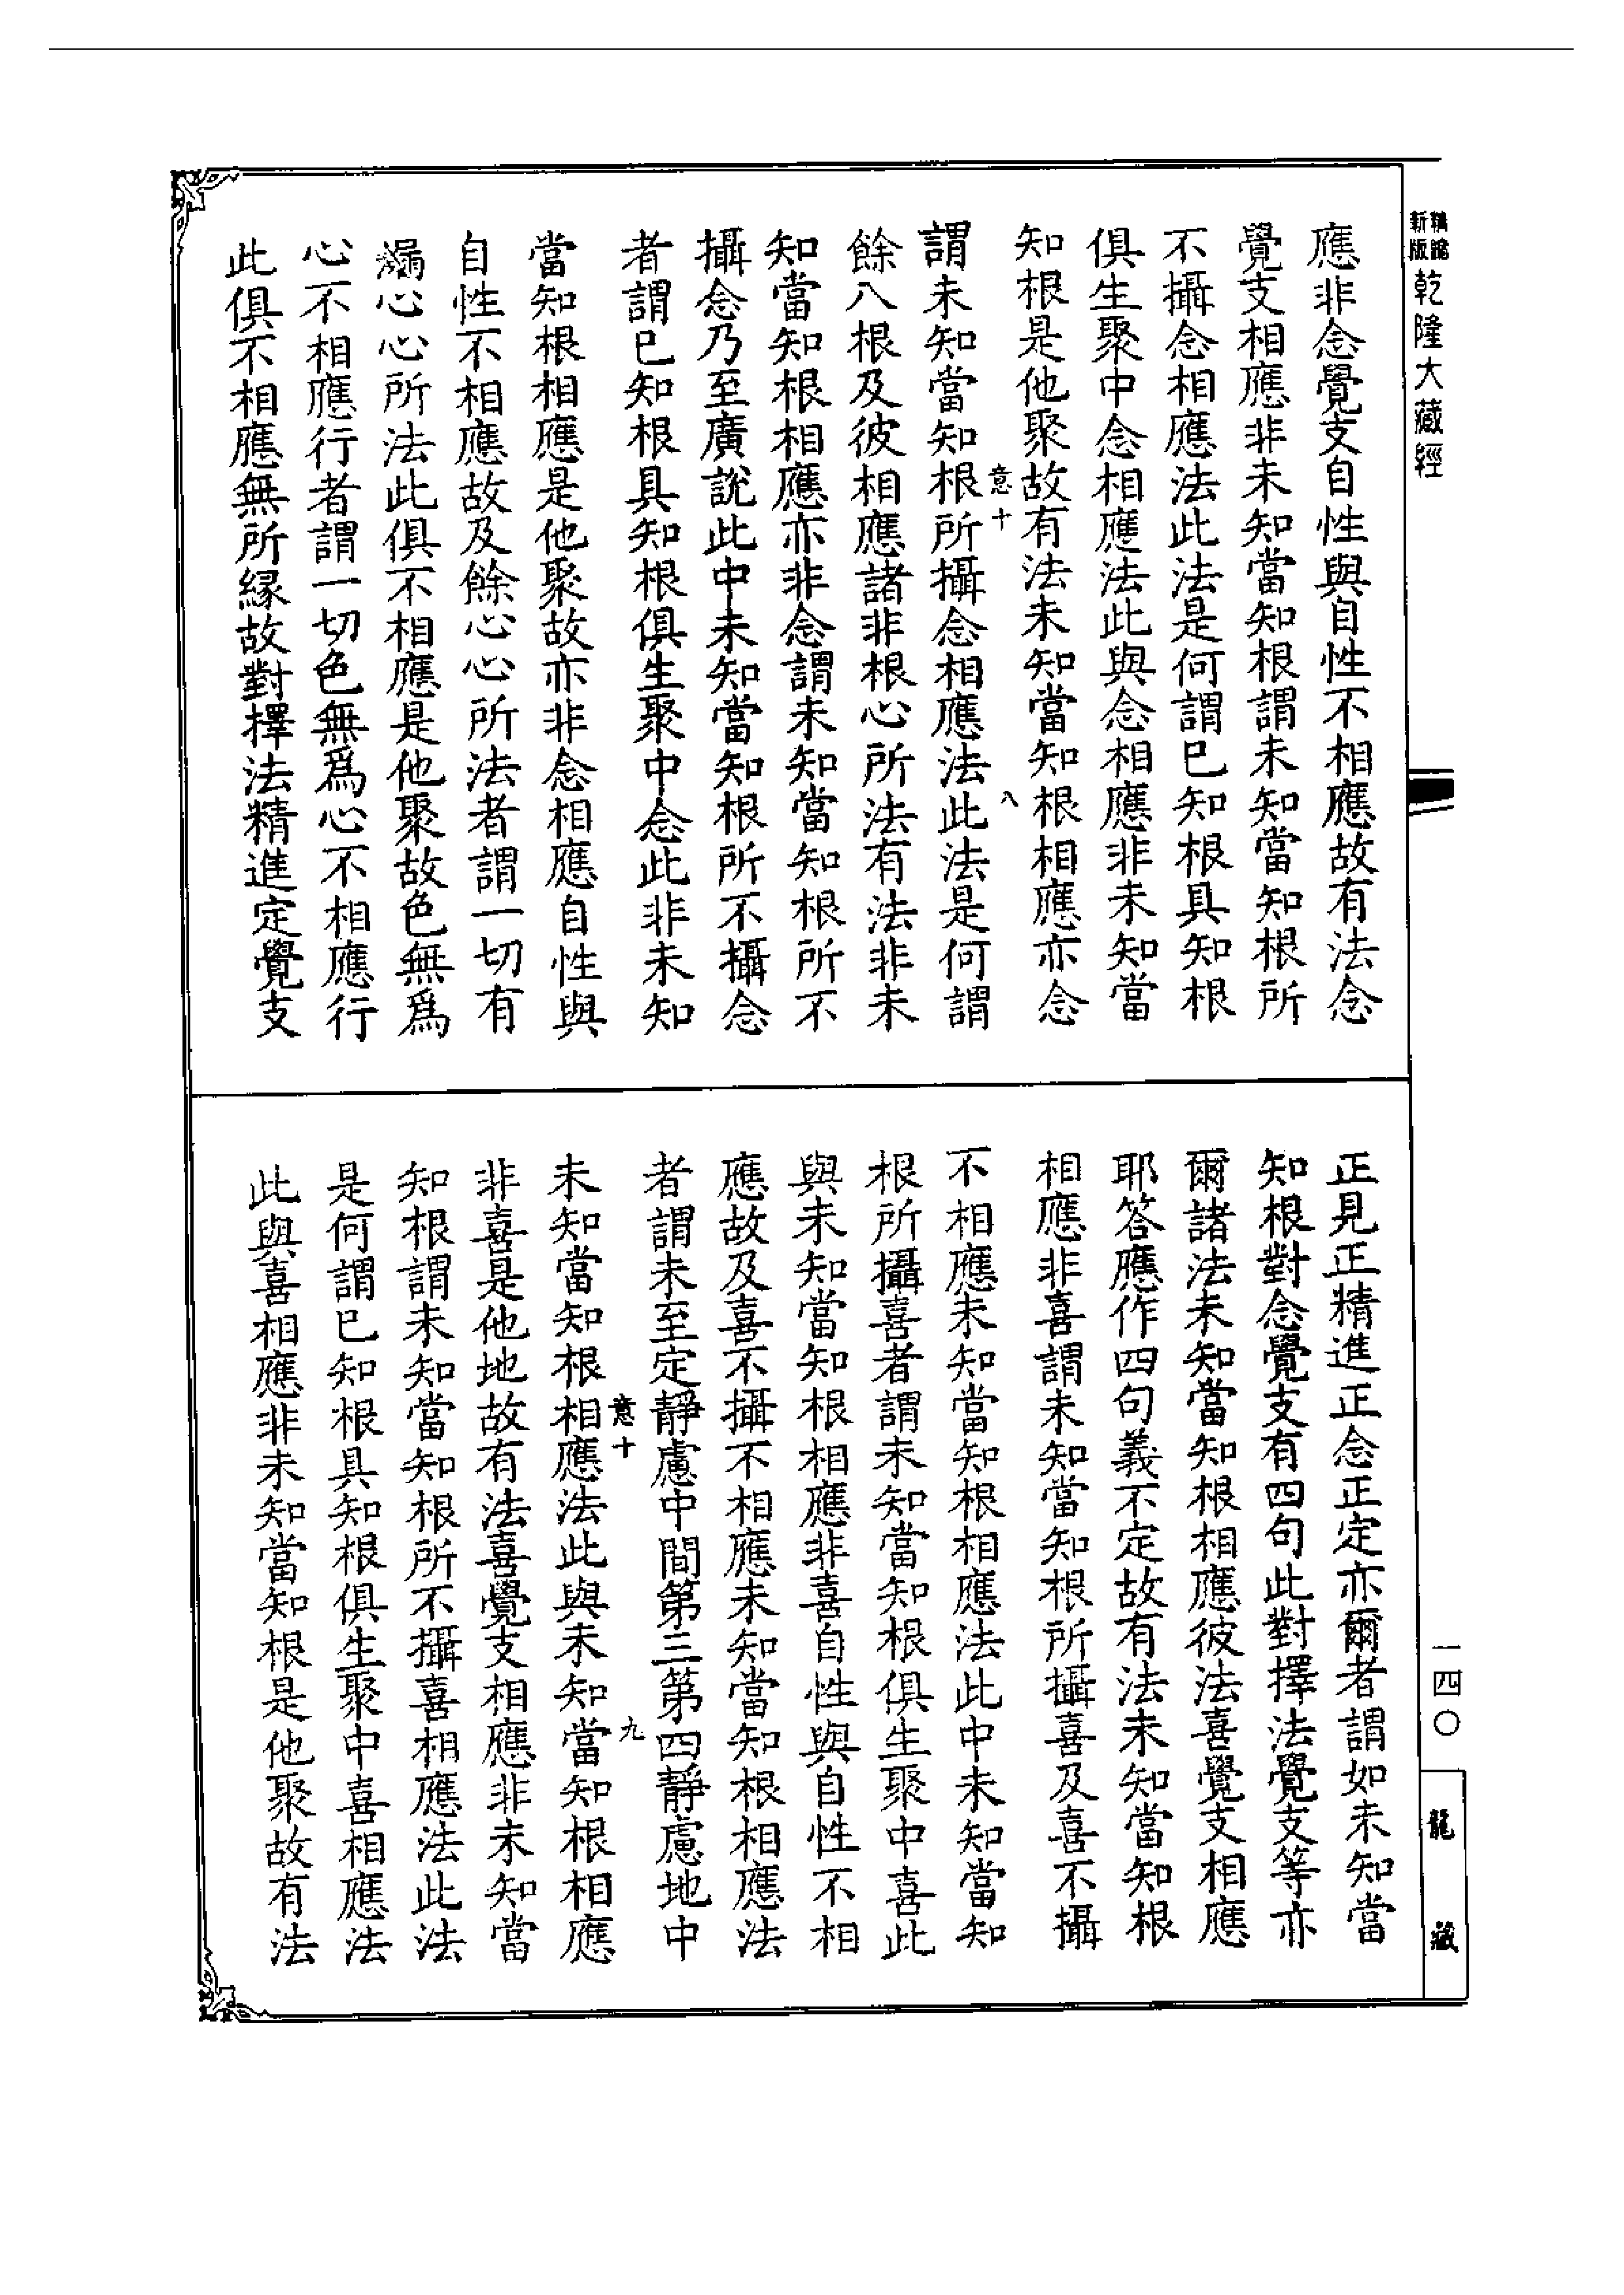 精縮新版 乾隆大藏經
應非念覺支自性與自性不相應故有法念
覺支相應非未知當知根謂未知當知根所
不攝念相應法此法是何謂已知根具知根
俱生聚中念相應法此與念相應非未知當
知根是他聚故有法未知當知根相應亦念
意十 八
謂未知當知根所攝念相應法此法是何謂
餘八根及彼相應諸非根心所法有法非未
知當知根相應亦非念謂未知當知根所不
攝念乃至廣說此中未知當知根所不攝念
者謂已知根具知根俱生聚中念此非未知
當知根相應是他聚故亦非念相應自性與
自性不相應故及餘心心所法者謂一切有
漏心心所法此俱不相應是他聚故色無爲
心不相應行者謂一切色無爲心不相應行
此俱不相應無所緣故對擇法精進定覺支
正見正精進正念正定亦爾者謂如未知當
知根對念覺支有四句此對擇法覺支等亦
爾諸法未知當知根相應彼法喜覺支相應
耶答應作四句義不定故有法未知當知根
相應非喜謂未知當知根所攝喜及喜不攝
不相應未知當知根相應法此中未知當知
根所攝喜者謂未知當知根俱生聚中喜此
與未知當知根相應非喜自性與自性不相
應故及喜不攝不相應未知當知根相應法
者謂未至定靜慮中間第三第四靜慮地中
意十 九
未知當知根相應法此與未知當知根相應
非喜是他地故有法喜覺支相應非未知當
知根謂未知當知根所不攝喜相應法此法
是何謂已知根具知根俱生聚中喜相應法
此與喜相應非未知當知根是他聚故有法
一四〇
龍藏